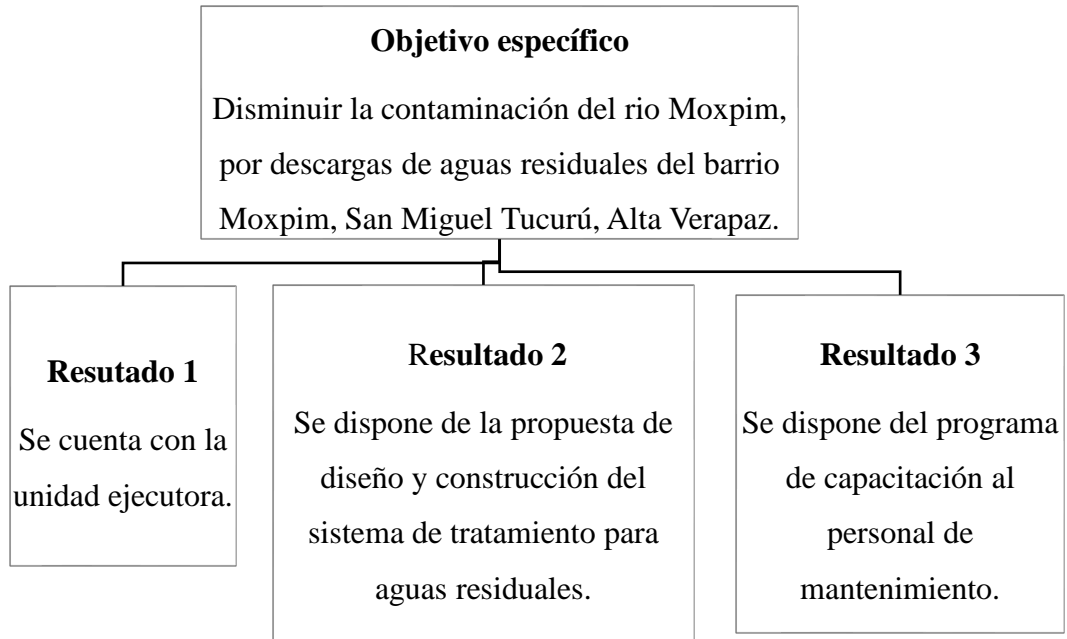 Objetivo específico
Disminuir la contaminación del rio Moxpim,
por descargas de aguas residuales del barrio
Moxpim, San Miguel Tucurú, Alta Verapaz.
Resutado 1
Se cuenta con la
unidad ejecutora.
Resultado 2
Se dispone de la propuesta de
diseño y construcción del
sistema de tratamiento para
aguas residuales.
Resultado 3
Se dispone del programa
de capacitación al
personal de
mantenimiento.